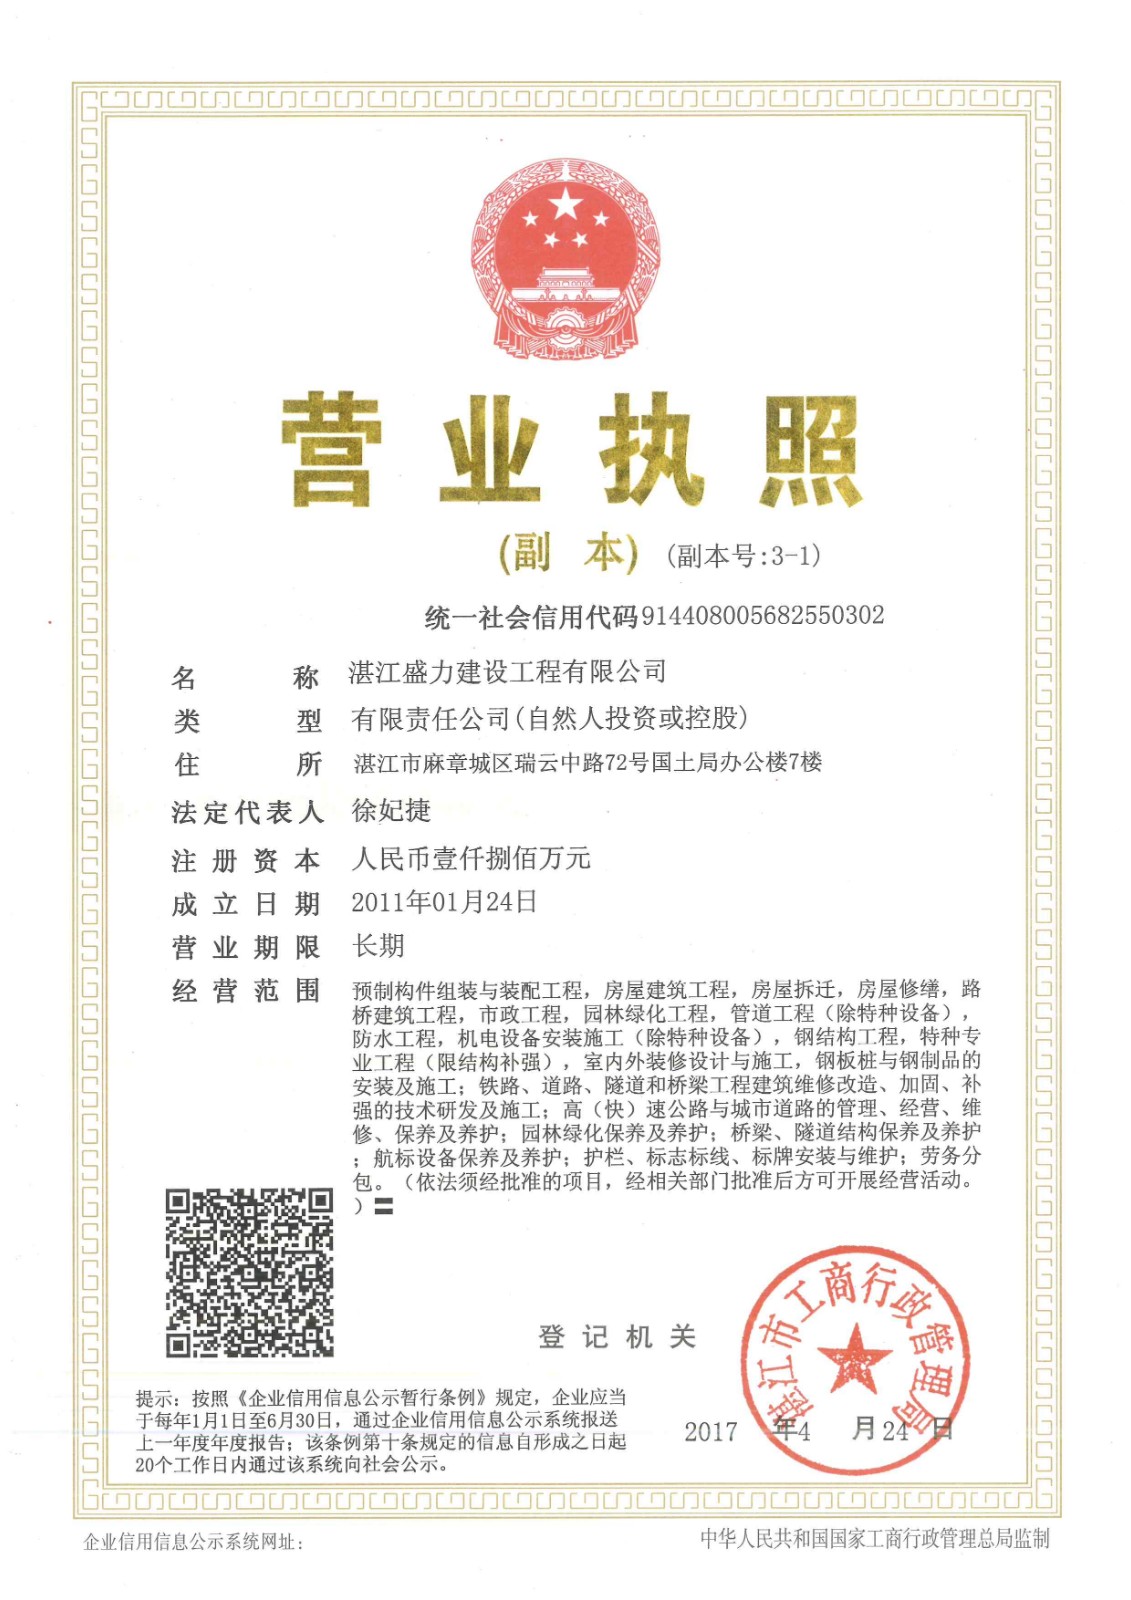 营业执照
(副 本) (副本号:3-1)
统一社会信用代码914408005682550302
名 称 湛江盛力建设工程有限公司
类 型 有限责任公司(自然人投资或控股)
住 所 湛江市麻章城区瑞云中路72号国土局办公楼7楼
法定代表人 徐妃捷
注册资本 人民币壹仟捌佰万元
成立日期 2011年01月24日
营业期限 长期
经营范围 预制构件组装与装配工程，房屋建筑工程，房屋拆迁，房屋修缮，路
桥建筑工程，市政工程，园林绿化工程，管道工程（除特种设备），
防水工程，机电设备安装施工（除特种设备），钢结构工程，特种专
业工程（限结构补强），室内外装修设计与施工，钢板桩与钢制品的
安装及施工；铁路、道路、隧道和桥梁工程建筑维修改造、加固、补
强的技术研发及施工；高（快）速公路与城市道路的管理、经营、维
修、保养及养护；园林绿化保养及养护；桥梁、隧道结构保养及养护
；航标设备保养及养护；护栏、标志标线、标牌安装与维护；劳务分
包。（依法须经批准的项目，经相关部门批准后方可开展经营活动。
）〓
湛江市工商行政管理局
登记机关
2017 年4 月24 日
提示：按照《企业信用信息公示暂行条例》规定，企业应当
于每年1月1日至6月30日，通过企业信用信息公示系统报送
上一年度年度报告；该条例第十条规定的信息自形成之日起
20个工作日内通过该系统向社会公示。
企业信用信息公示系统网址：
中华人民共和国国家工商行政管理总局监制